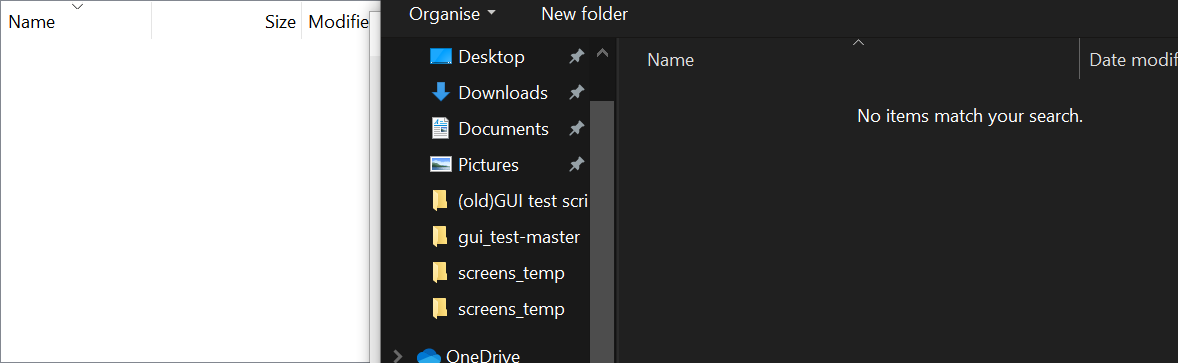 Name Size Modifie
Organise New folder
Desktop
Downloads
Documents
Pictures
(old)GUI test scri
gui_test-master
screens_temp
screens_temp
OneDrive
Name Date modif
No items match your search.